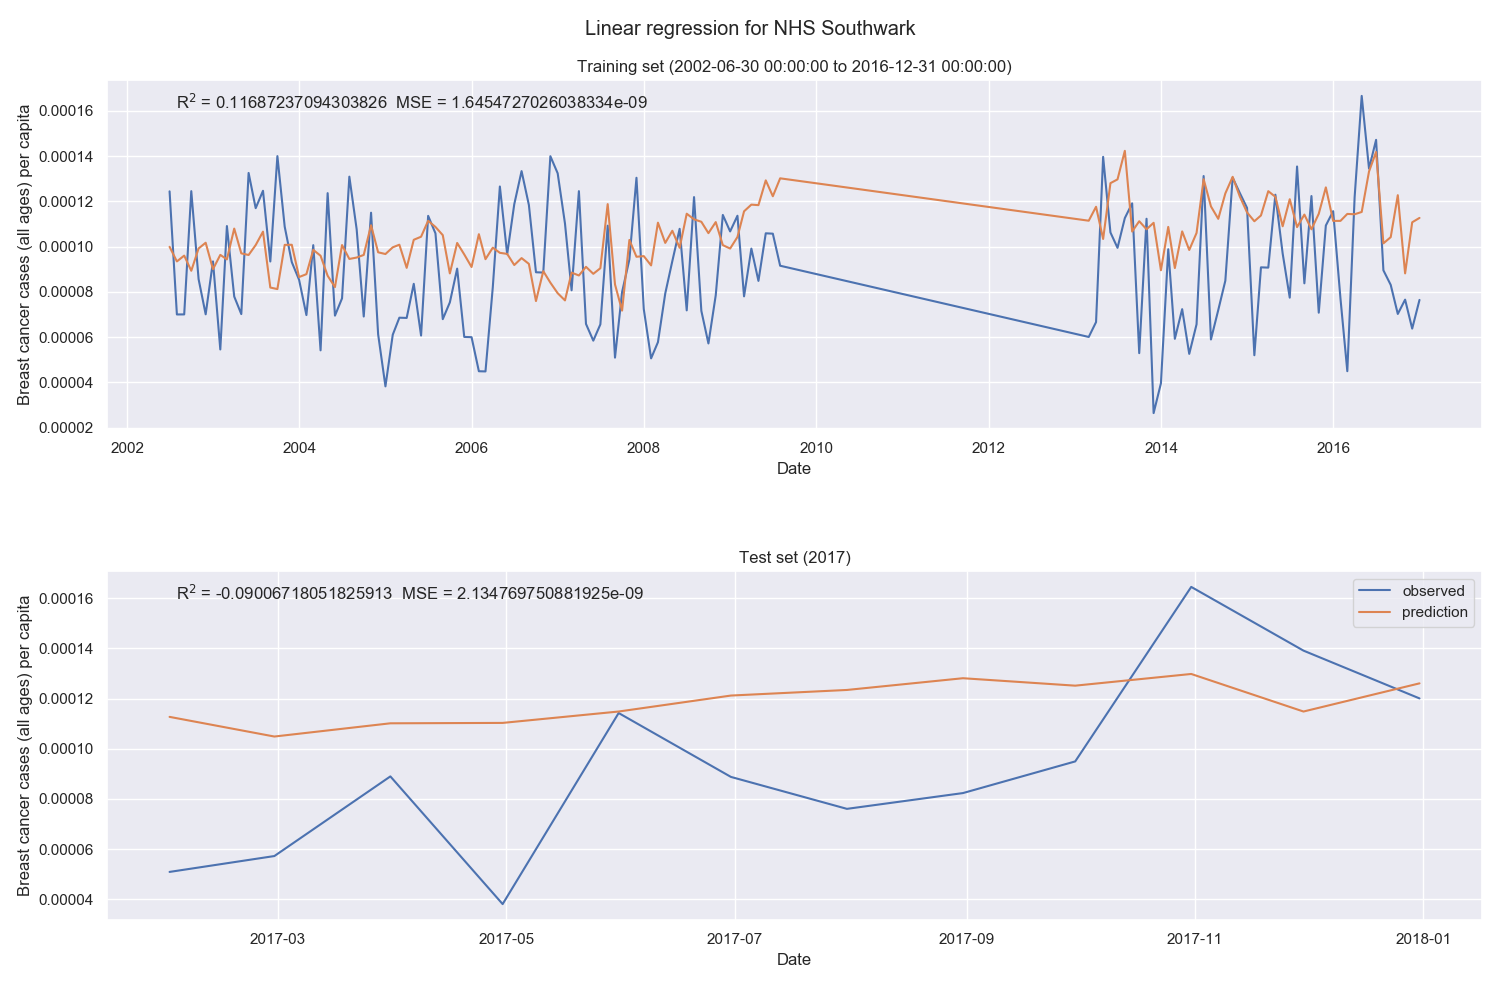 Linear regression for NHS Southwark
Training set (2002-06-30 00:00:00 to 2016-12-31 00:00:00)
R² = 0.11687237094303826 MSE = 1.6454727026038334e-09
Breast cancer cases (all ages) per capita
0.00016
0.00014
0.00012
0.00010
0.00008
0.00006
0.00004
0.00002
2002 2004 2006 2008 2010 2012 2014 2016
Date
Test set (2017)
R² = -0.09006718051825913 MSE = 2.134769750881925e-09
observed
prediction
Breast cancer cases (all ages) per capita
0.00016
0.00014
0.00012
0.00010
0.00008
0.00006
0.00004
2017-03 2017-05 2017-07 2017-09 2017-11 2018-01
Date